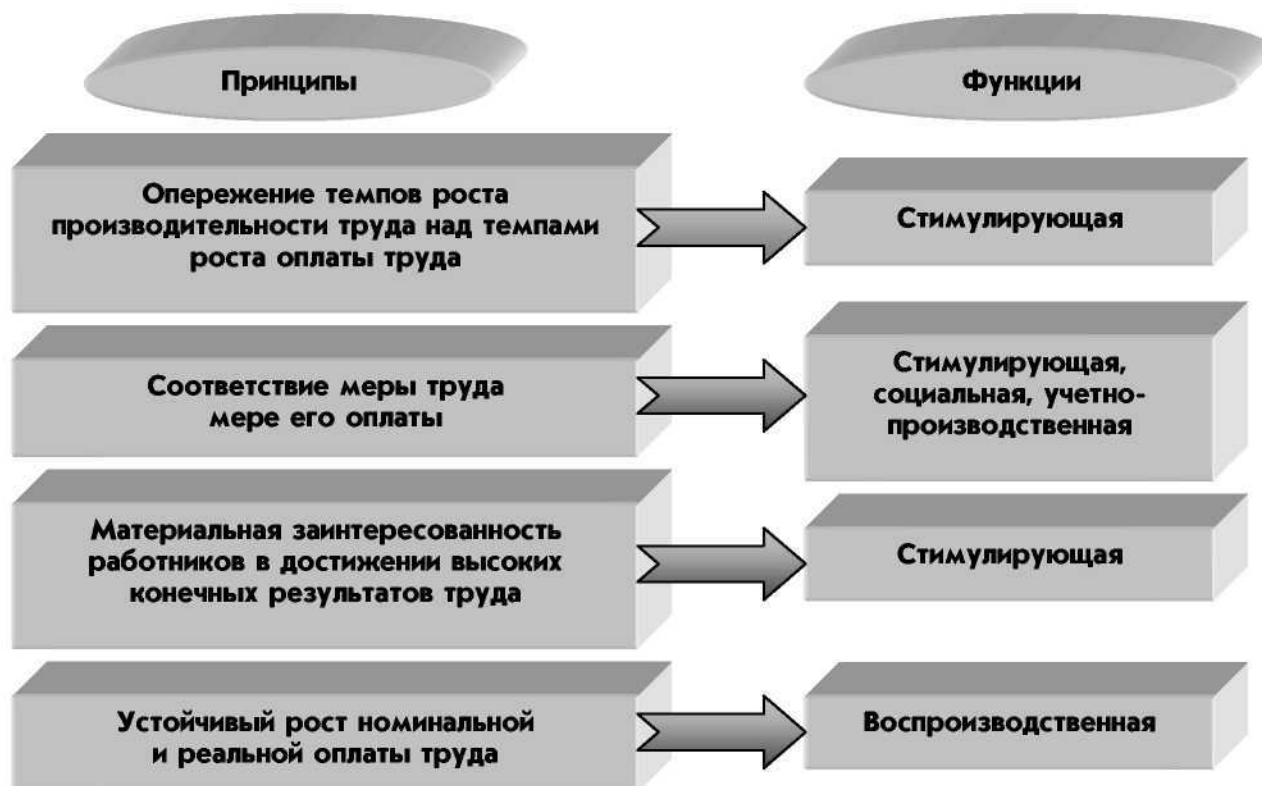 Принципы
Функции
Опережение темпов роста
производительности труда над темпами
роста оплаты труда
Стимулирующая
Соответствие меры труда
мере его оплаты
Стимулирующая,
социальная, учетно-
производственная
Материальная заинтересованность
работников в достижении высоких
конечных результатов труда
Стимулирующая
Устойчивый рост номинальной
и реальной оплаты труда
Воспроизводственная